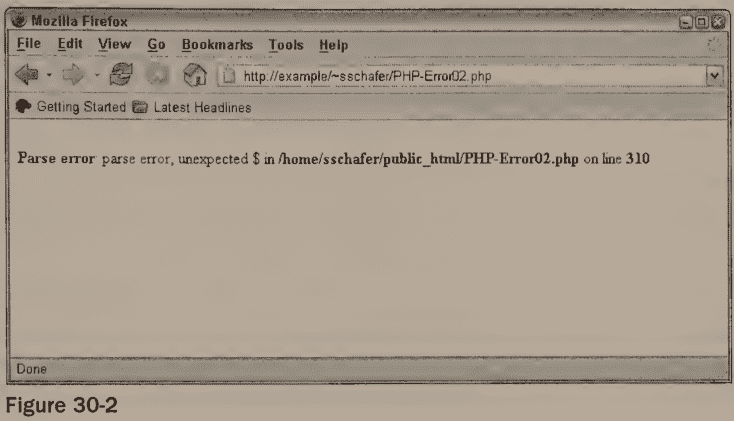 Mozilla Firefox
File Edit View Go Bookmarks Tools Help
http://example/~sschafer/PHP-Error02.php
Getting Started Latest Headlines
Parse error parse error, unexpected $ in /home/sschafer/public_html/PHP-Error02.php on line 310
Done
Figure 30-2